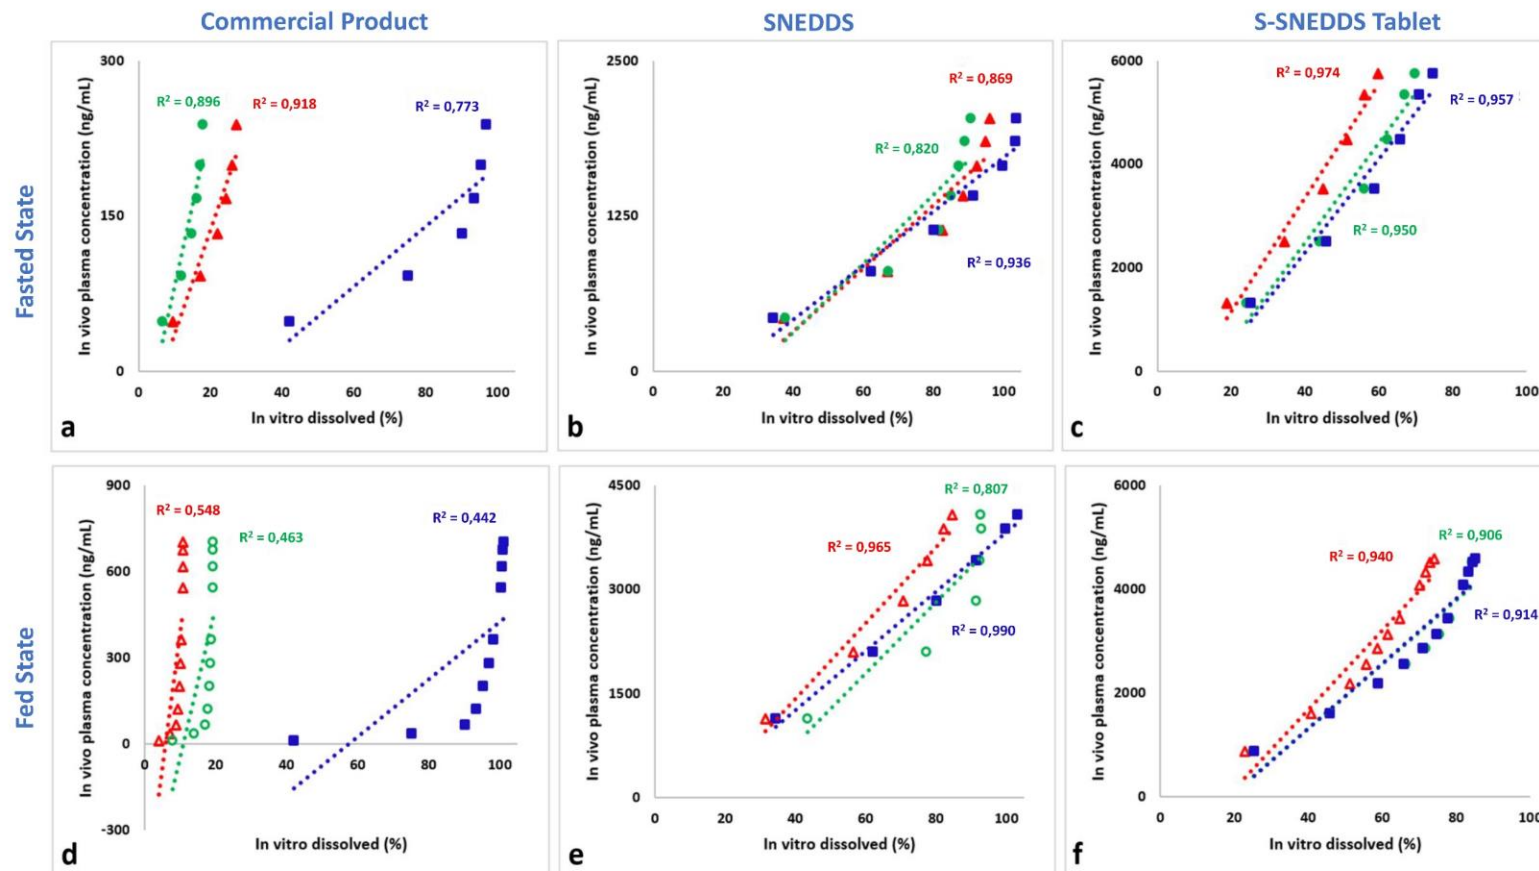 Commercial Product
SNEDDS
S-SNEDDS Tablet
Fasted State
In vivo plasma concentration (ng/mL)
300
150
0
R² = 0,896
R² = 0,918
R² = 0,773
0 20 40 60 80 100
In vitro dissolved (%)
a
In vivo plasma concentration (ng/mL)
2500
1250
0
R² = 0,869
R² = 0,820
R² = 0,936
0 20 40 60 80 100
In vitro dissolved (%)
b
In vivo plasma concentration (ng/mL)
6000
4000
2000
0
R² = 0,974
R² = 0,957
R² = 0,950
0 20 40 60 80 100
In vitro dissolved (%)
c
Fed State
In vivo plasma concentration (ng/mL)
900
600
300
0
-300
R² = 0,548
R² = 0,463
R² = 0,442
0 20 40 60 80 100
In vitro dissolved (%)
d
In vivo plasma concentration (ng/mL)
4500
3000
1500
0
R² = 0,807
R² = 0,965
R² = 0,990
0 20 40 60 80 100
In vitro dissolved (%)
e
In vivo plasma concentration (ng/mL)
6000
4000
2000
0
R² = 0,906
R² = 0,940
R² = 0,914
0 20 40 60 80 100
In vitro dissolved (%)
f